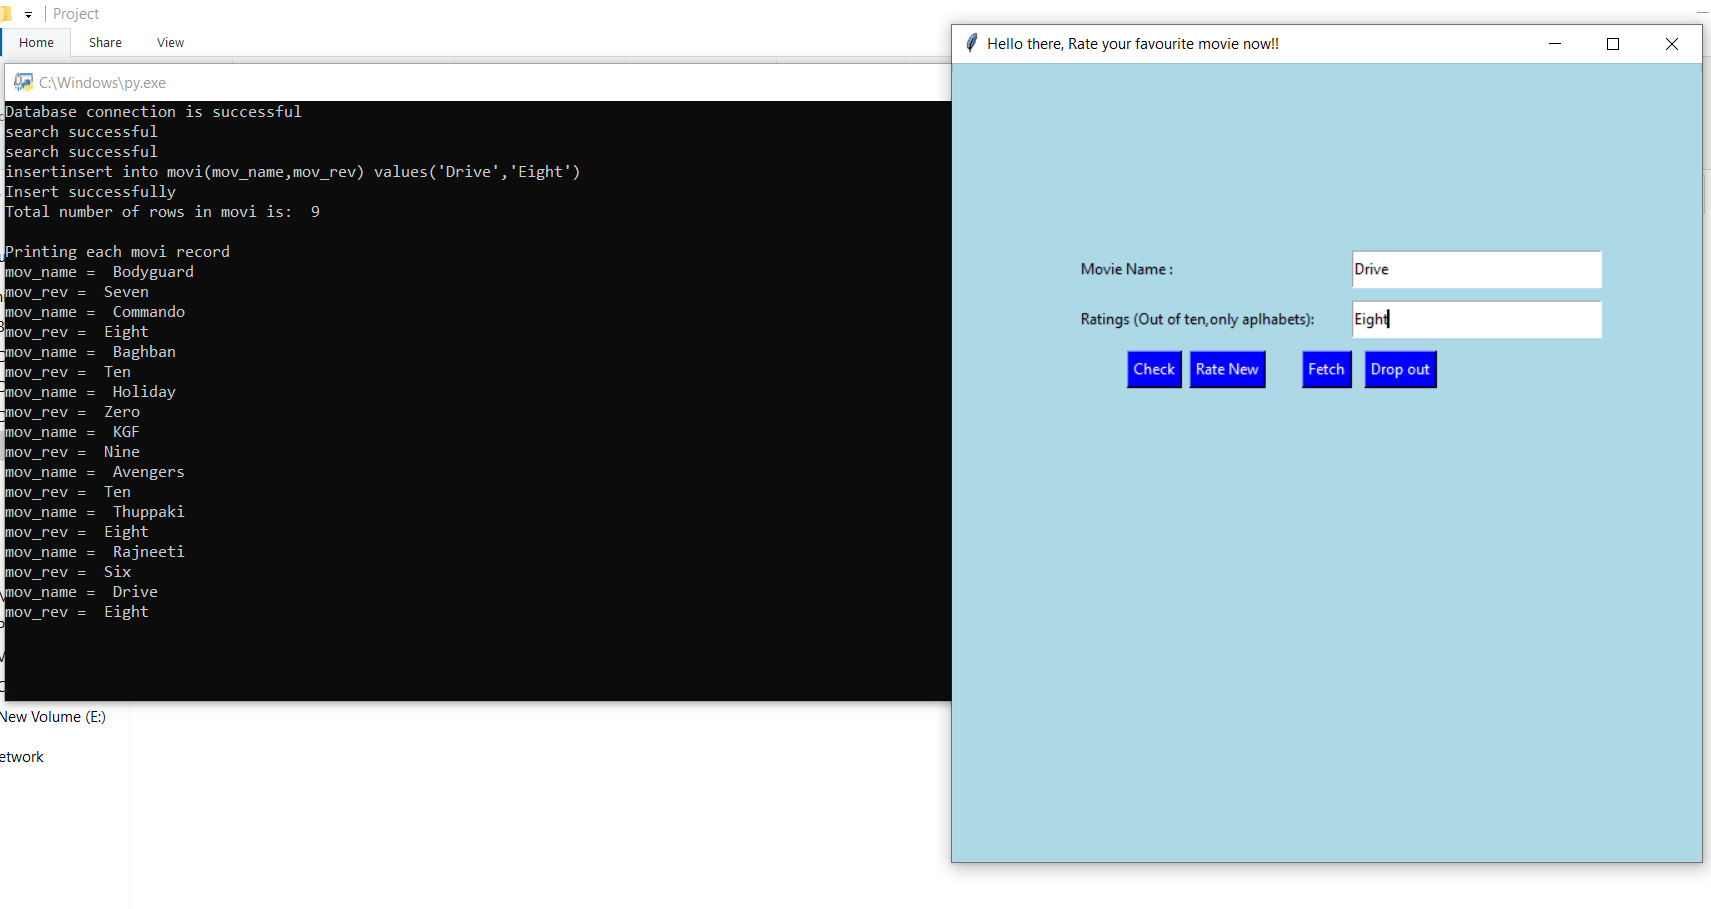 Project
Home Share View
C:\Windows\py.exe
Database connection is successful
search successful
search successful
insertinsert into movi(mov_name,mov_rev) values('Drive','Eight')
Insert successfully
Total number of rows in movi is:  9
Printing each movi record
mov_name =  Bodyguard
mov_rev =  Seven
mov_name =  Commando
mov_rev =  Eight
mov_name =  Baghban
mov_rev =  Ten
mov_name =  Holiday
mov_rev =  Zero
mov_name =  KGF
mov_rev =  Nine
mov_name =  Avengers
mov_rev =  Ten
mov_name =  Thuppaki
mov_rev =  Eight
mov_name =  Rajneeti
mov_rev =  Six
mov_name =  Drive
mov_rev =  Eight
New Volume (E:)
etwork
Hello there, Rate your favourite movie now!!
Movie Name : Drive
Ratings (Out of ten,only aplhabets): Eight
Check Rate New Fetch Drop out